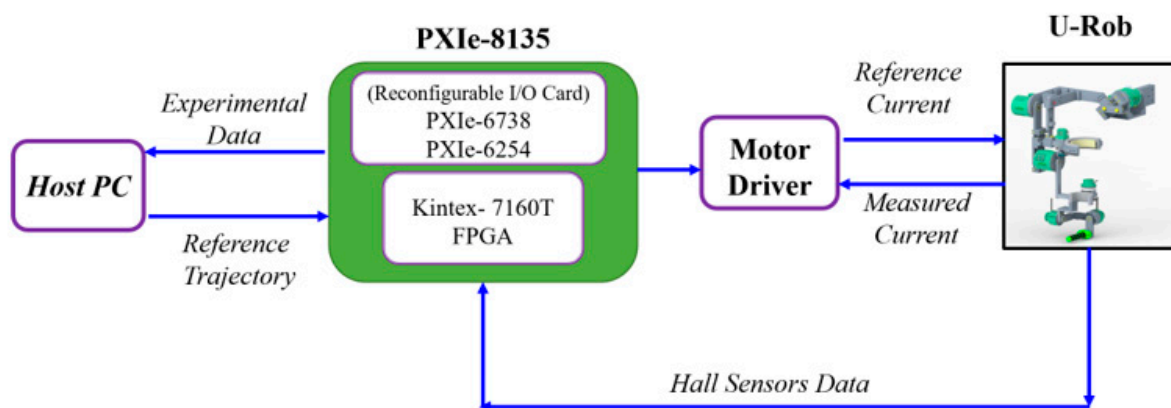 PXIe-8135
U-Rob
(Reconfigurable I/O Card)
PXIe-6738
PXIe-6254
Kintex- 7160T
FPGA
Experimental
Data
Host PC
Reference
Trajectory
Motor
Driver
Reference
Current
Measured
Current
Hall Sensors Data